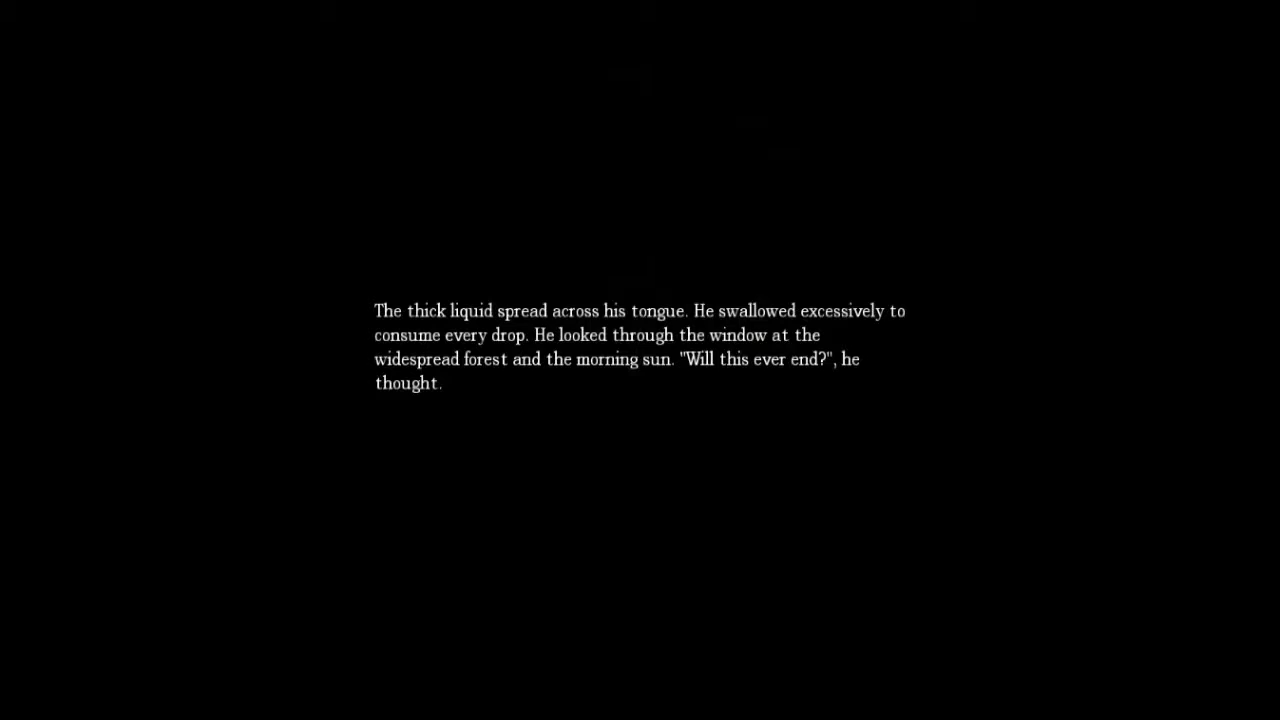 The thick liquid spread across his tongue. He swallowed excessively to
consume every drop. He looked through the window at the
widespread forest and the morning sun. "Will this ever end?", he
thought.